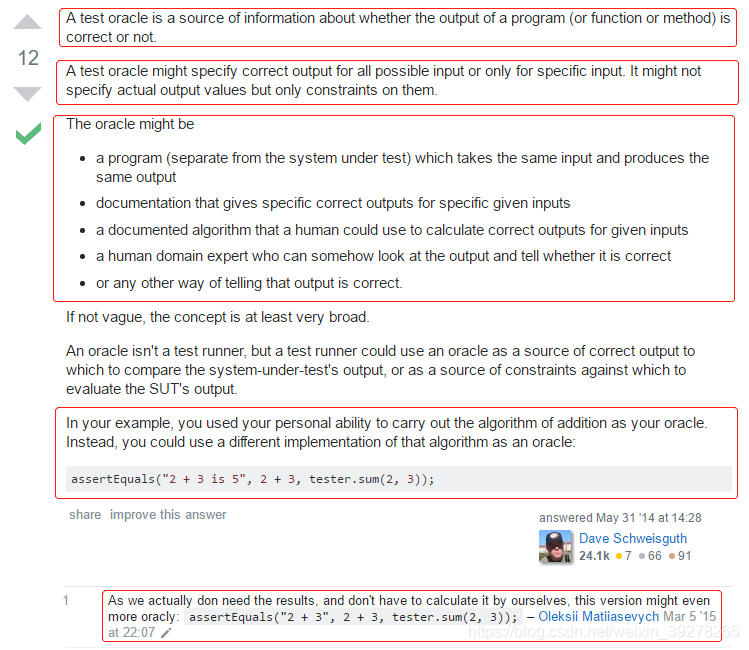 A test oracle is a source of information about whether the output of a program (or function or method) is
correct or not.
12
A test oracle might specify correct output for all possible input or only for specific input. It might not
specify actual output values but only constraints on them.
The oracle might be
• a program (separate from the system under test) which takes the same input and produces the
same output
• documentation that gives specific correct outputs for specific given inputs
• a documented algorithm that a human could use to calculate correct outputs for given inputs
• a human domain expert who can somehow look at the output and tell whether it is correct
• or any other way of telling that output is correct.
If not vague, the concept is at least very broad.
An oracle isn't a test runner, but a test runner could use an oracle as a source of correct output to
which to compare the system-under-test's output, or as a source of constraints against which to
evaluate the SUT's output.
In your example, you used your personal ability to carry out the algorithm of addition as your oracle.
Instead, you could use a different implementation of that algorithm as an oracle:
assertEquals("2 + 3 is 5", 2 + 3, tester.sum(2, 3));
share improve this answer
answered May 31 '14 at 14:28
Dave Schweisguth
24.1k 7 66 91
1
As we actually don need the results, and don't have to calculate it by ourselves, this version might even
more oracly: assertEquals("2 + 3", 2 + 3, tester.sum(2, 3)); – Oleksii Matiiasevych Mar 5 '15
at 22:07
https://blog.csdn.net/weixin_39278265